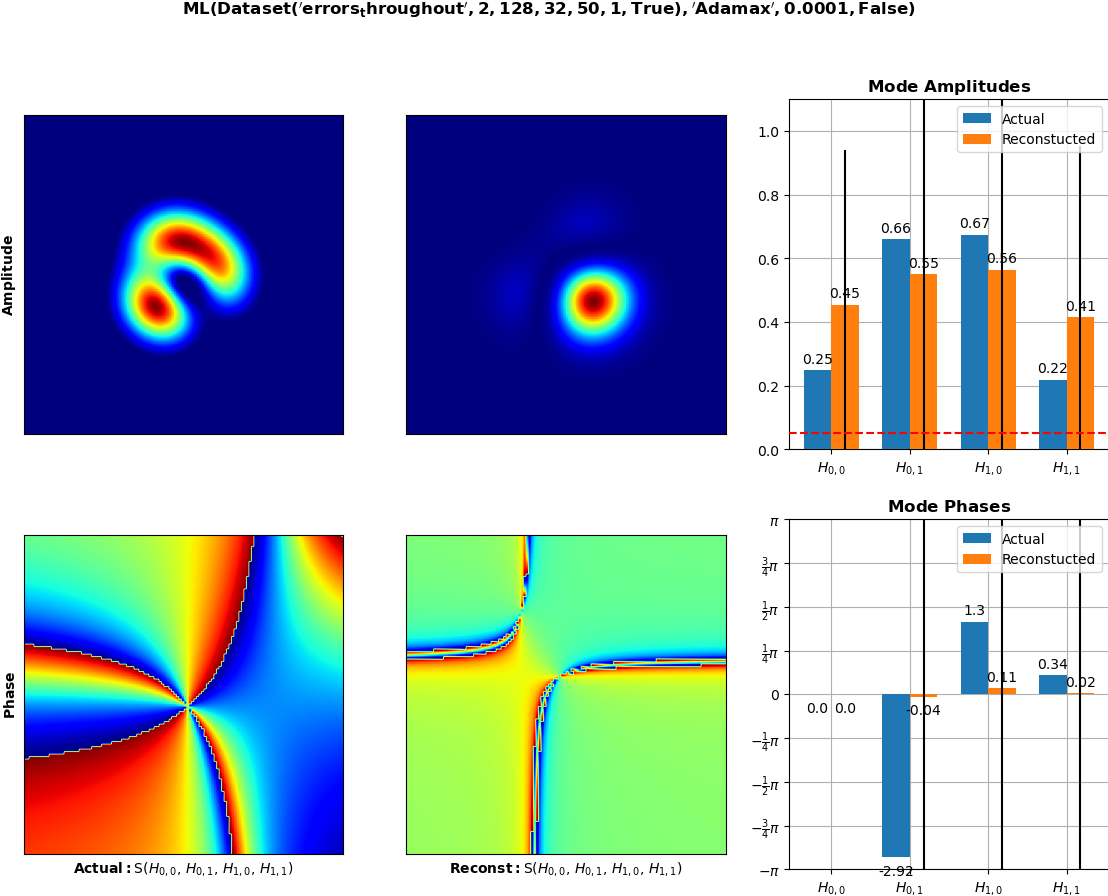 ML(Dataset('errors_throughout', 2, 128, 32, 50, 1, True), 'Adamax', 0.0001, False)
Amplitude
Mode Amplitudes
Actual
Reconstucted
1.0
0.8
0.6
0.4
0.2
0.0
0.25
0.45
0.66
0.55
0.67
0.56
0.22
0.41
H0,0
H0,1
H1,0
H1,1
Phase
Actual: S(H0,0, H0,1, H1,0, H1,1)
Reconst: S(H0,0, H0,1, H1,0, H1,1)
Mode Phases
Actual
Reconstucted
π
3/4π
1/2π
1/4π
0
−1/4π
−1/2π
−3/4π
−π
0.0
0.0
-2.92
-0.04
1.3
0.11
0.34
0.02
H0,0
H0,1
H1,0
H1,1